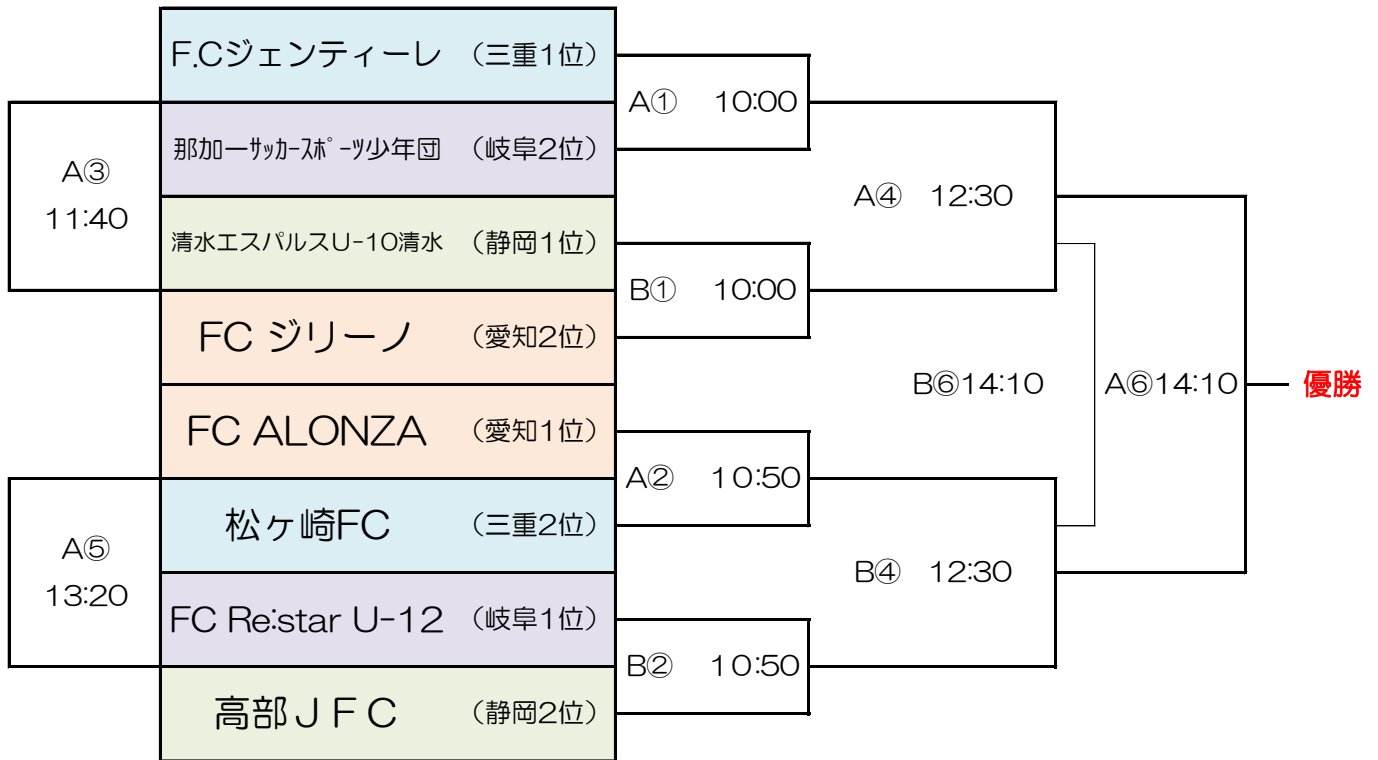 F.Cジェンティーレ （三重1位）
A① 10:00
那加一ｻｯｶｰｽﾎﾟｰﾂ少年団 （岐阜2位）
A③
11:40
A④ 12:30
清水エスパルスU-10清水 （静岡1位）
B① 10:00
FC ジリーノ （愛知2位）
B⑥14:10
A⑥14:10
優勝
FC ALONZA （愛知1位）
A② 10:50
松ヶ崎FC （三重2位）
A⑤
13:20
B④ 12:30
FC Re:star U-12 （岐阜1位）
B② 10:50
高部ＪＦＣ （静岡2位）